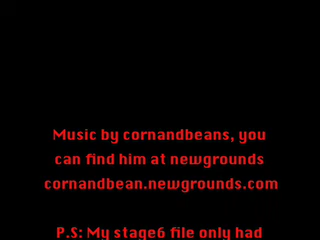 Music by cornandbeans, you
can find him at newgrounds
cornandbean.newgrounds.com
P.S: My stage6 file only had